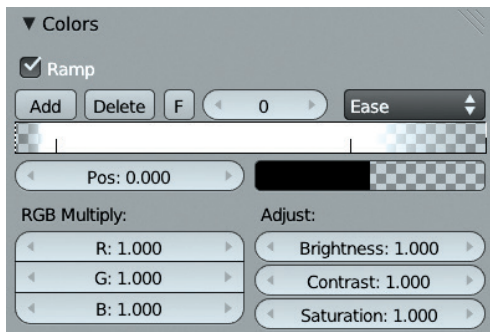 Colors
Ramp
Add Delete F 0 Ease
Pos: 0.000
RGB Multiply: Adjust:
R: 1.000 Brightness: 1.000
G: 1.000 Contrast: 1.000
B: 1.000 Saturation: 1.000